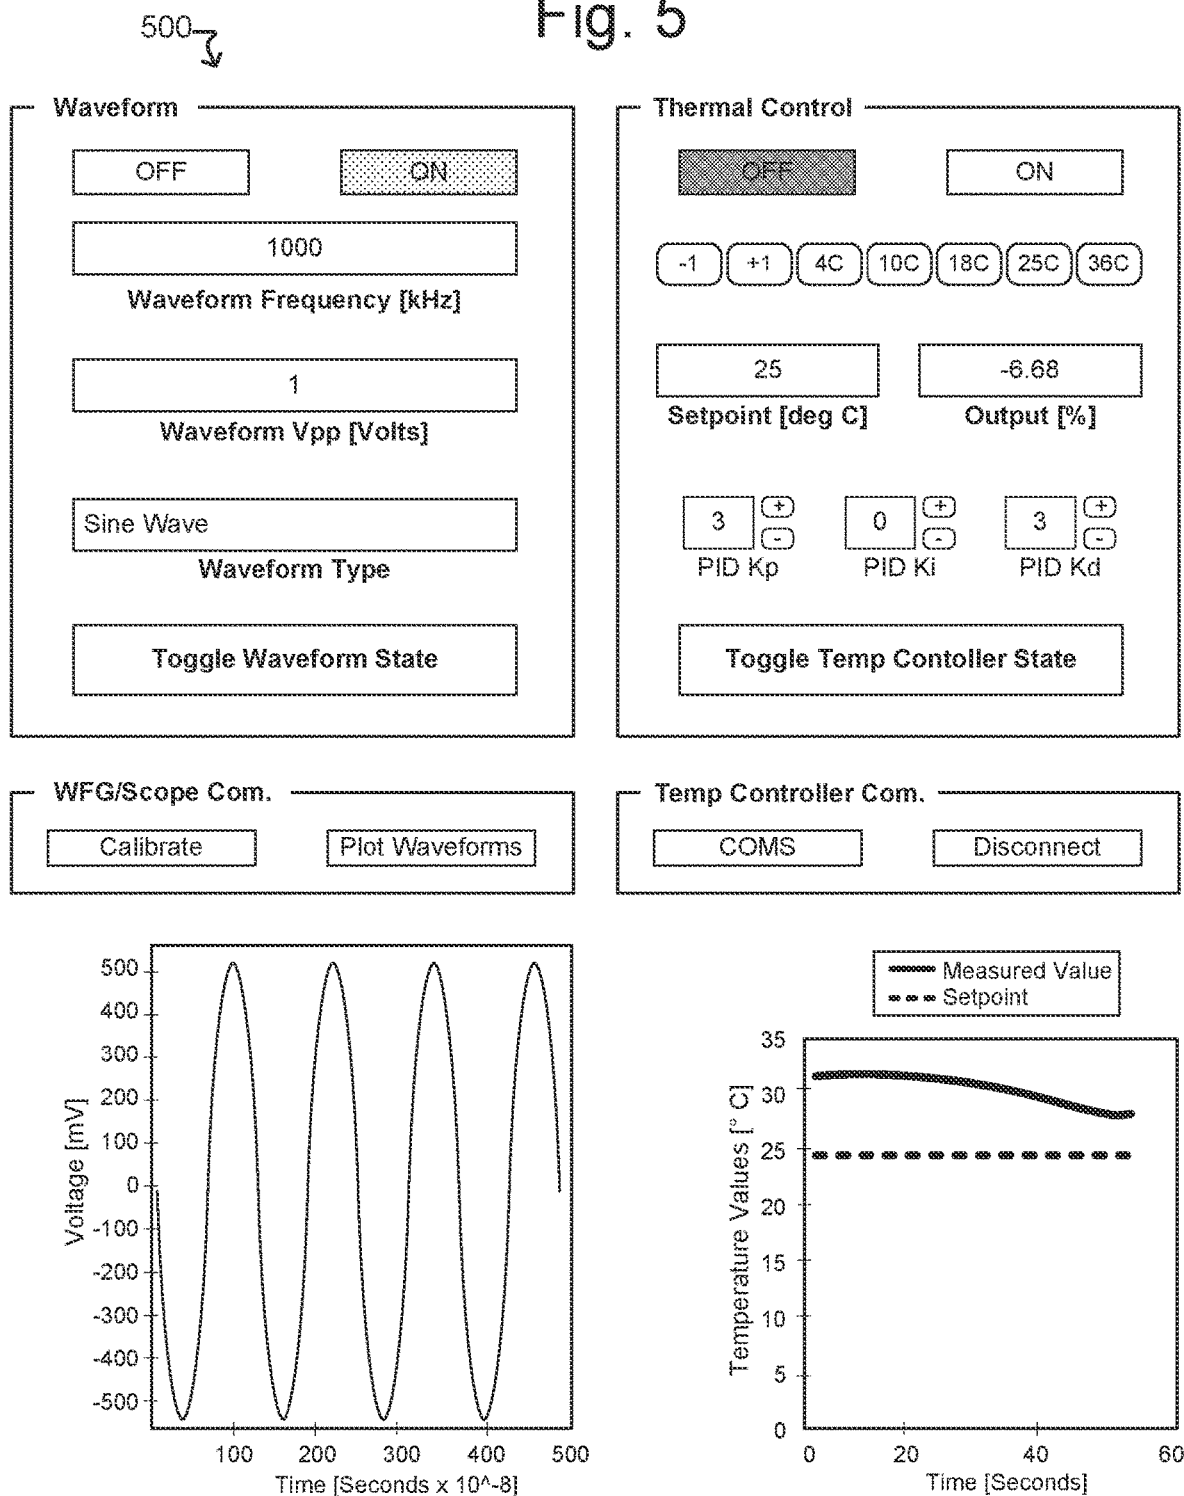 Fig. 5
500
Waveform
OFF
ON
1000
Waveform Frequency [kHz]
1
Waveform Vpp [Volts]
Sine Wave
Waveform Type
Toggle Waveform State
Thermal Control
OFF
ON
-1
+1
4C
10C
18C
25C
36C
25
Setpoint [deg C]
-6.68
Output [%]
3
+
-
PID Kp
0
+
-
PID Ki
3
+
-
PID Kd
Toggle Temp Contoller State
WFG/Scope Com.
Calibrate
Plot Waveforms
Temp Controller Com.
COMS
Disconnect
Voltage [mV]
500
400
300
200
100
0
-100
-200
-300
-400
-500
100
200
300
400
500
Time [Seconds x 10^-8]
Measured Value
Setpoint
Temperature Values [° C]
35
30
25
20
15
10
5
0
0
20
40
60
Time [Seconds]